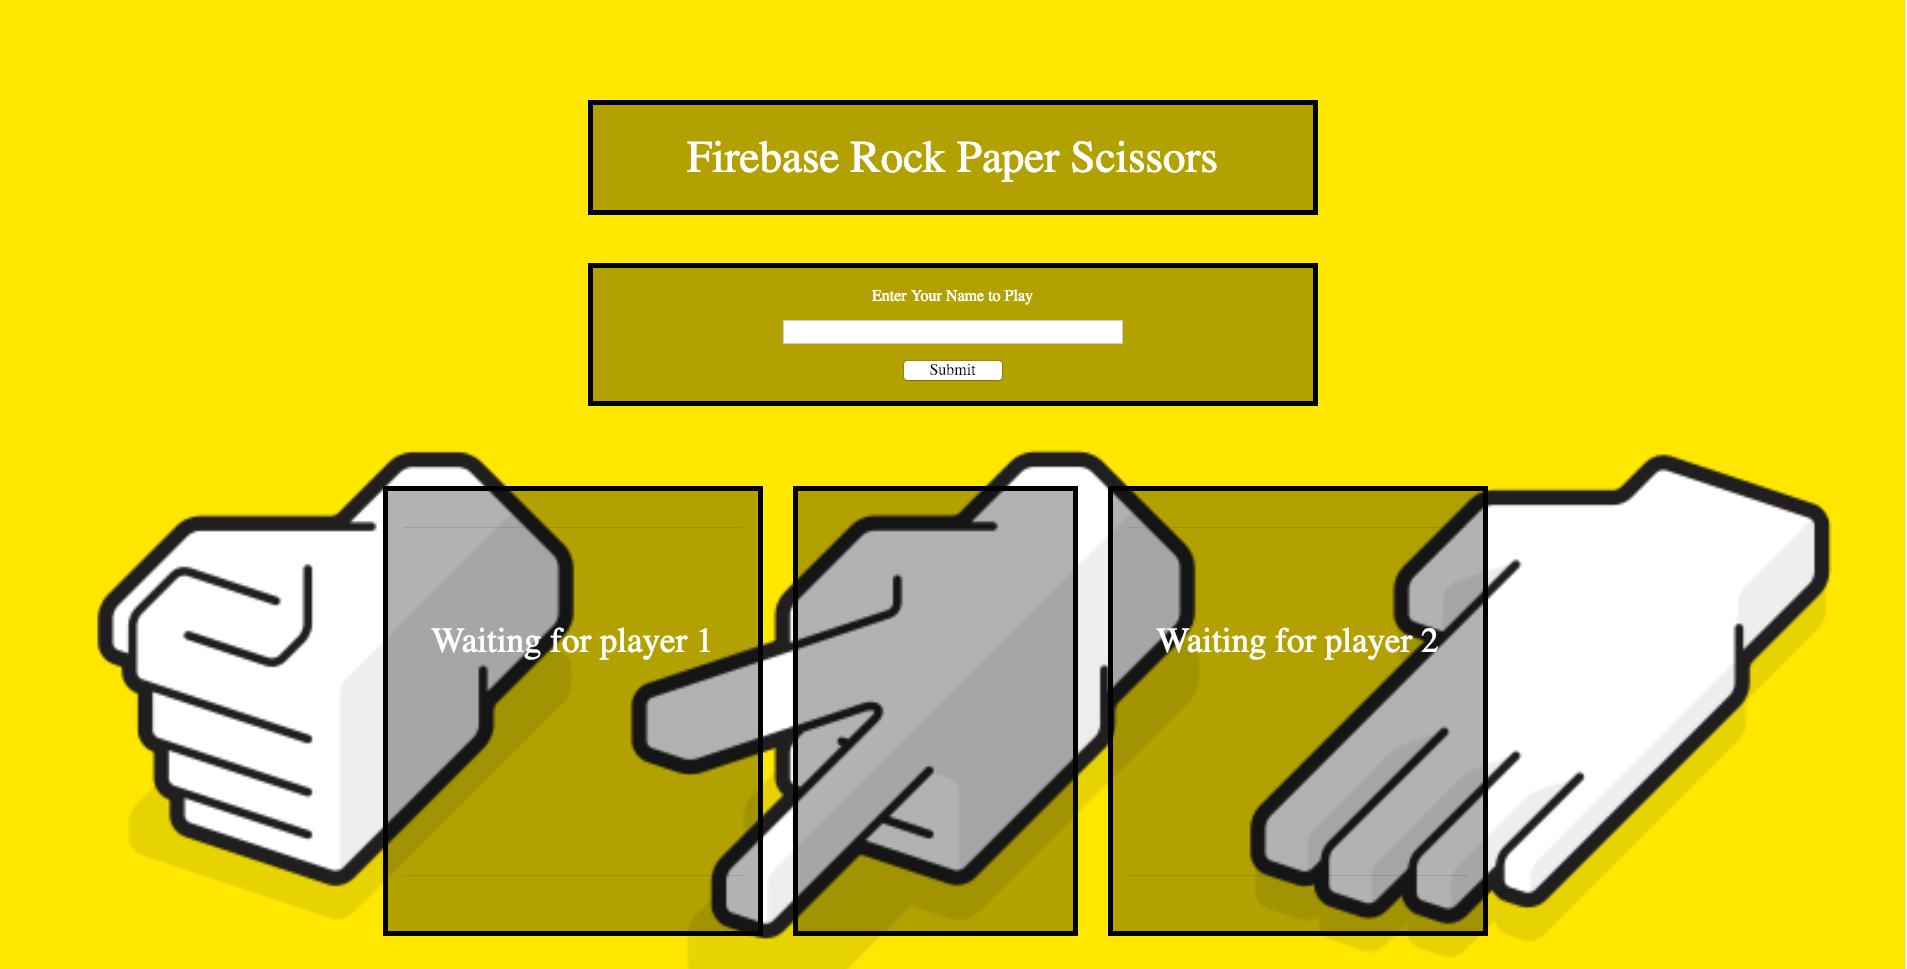 Firebase Rock Paper Scissors
Enter Your Name to Play
Submit
Waiting for player 1
Waiting for player 2